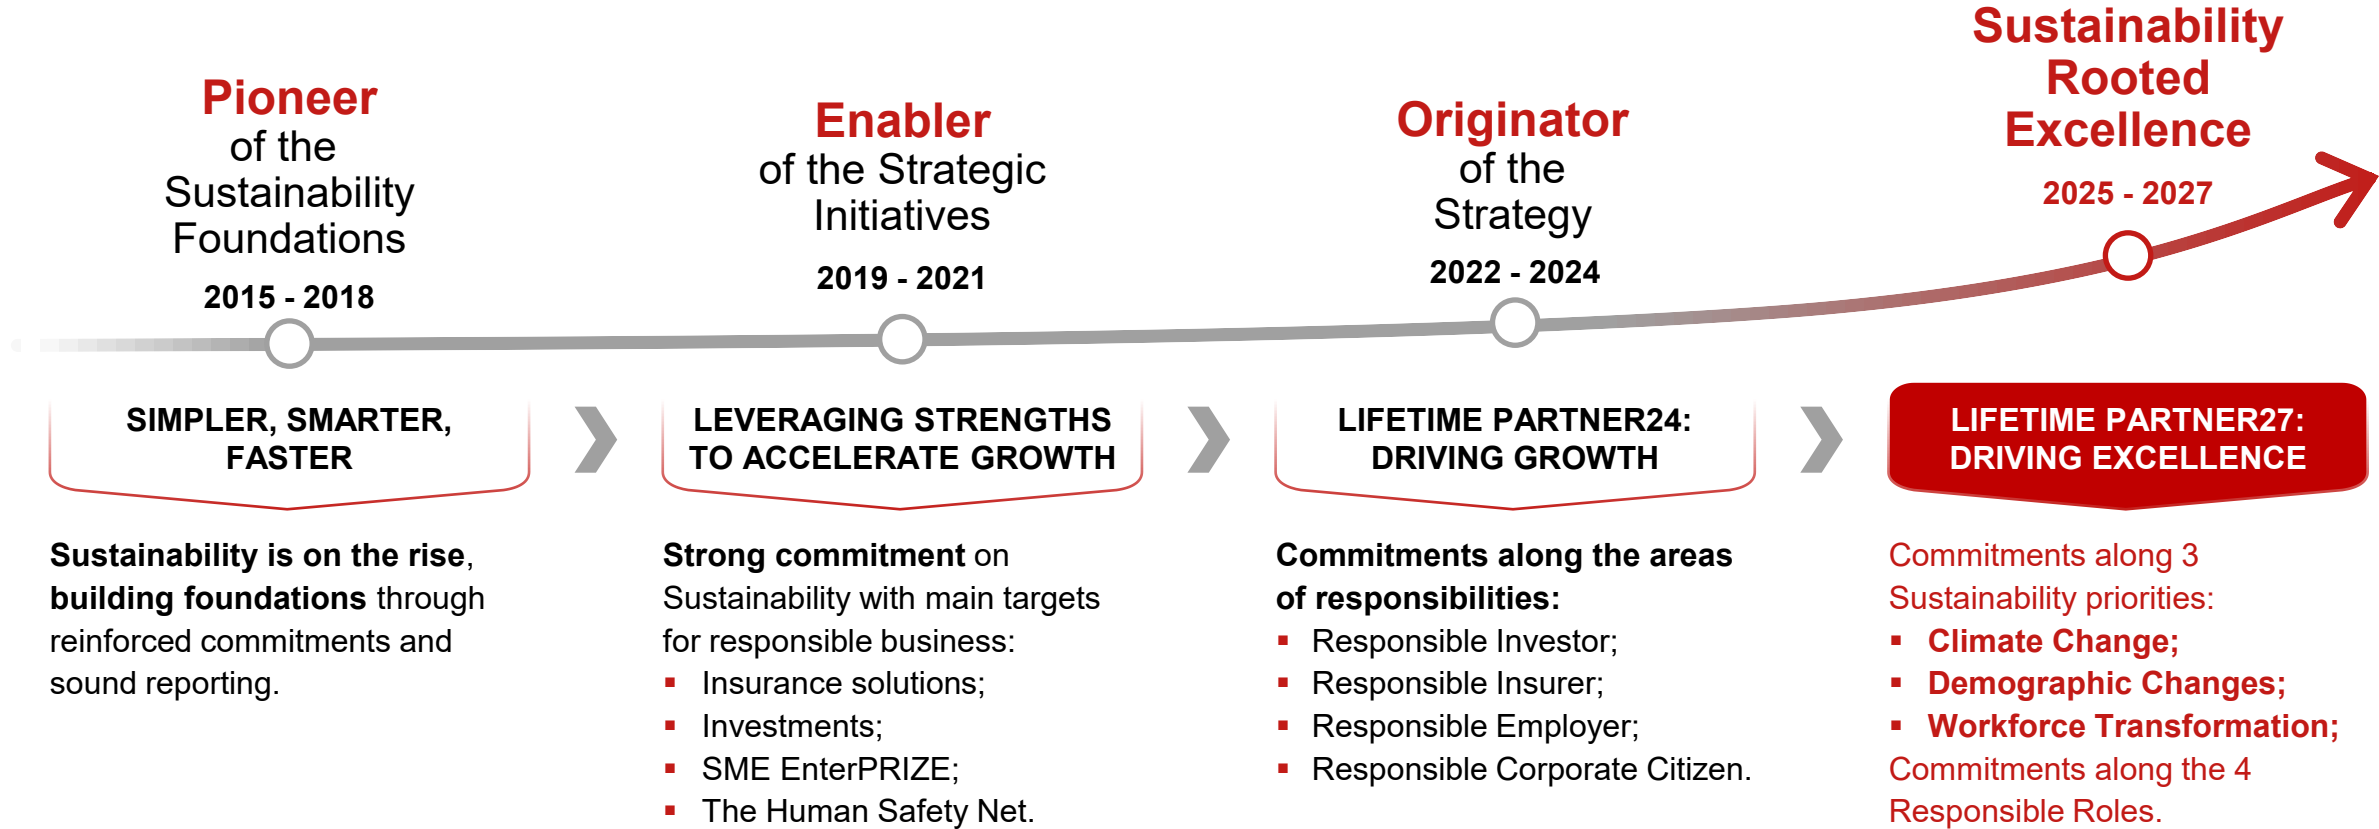 Pioneer
of the
Sustainability
Foundations
2015 - 2018
Enabler
of the Strategic
Initiatives
2019 - 2021
Originator
of the
Strategy
2022 - 2024
Sustainability
Rooted
Excellence
2025 - 2027
SIMPLER, SMARTER,
FASTER
LEVERAGING STRENGTHS
TO ACCELERATE GROWTH
LIFETIME PARTNER24:
DRIVING GROWTH
LIFETIME PARTNER27:
DRIVING EXCELLENCE
Sustainability is on the rise,
building foundations through
reinforced commitments and
sound reporting.
Strong commitment on
Sustainability with main targets
for responsible business:
▪ Insurance solutions;
▪ Investments;
▪ SME EnterPRIZE;
▪ The Human Safety Net.
Commitments along the areas
of responsibilities:
▪ Responsible Investor;
▪ Responsible Insurer;
▪ Responsible Employer;
▪ Responsible Corporate Citizen.
Commitments along 3
Sustainability priorities:
▪ Climate Change;
▪ Demographic Changes;
▪ Workforce Transformation;
Commitments along the 4
Responsible Roles.